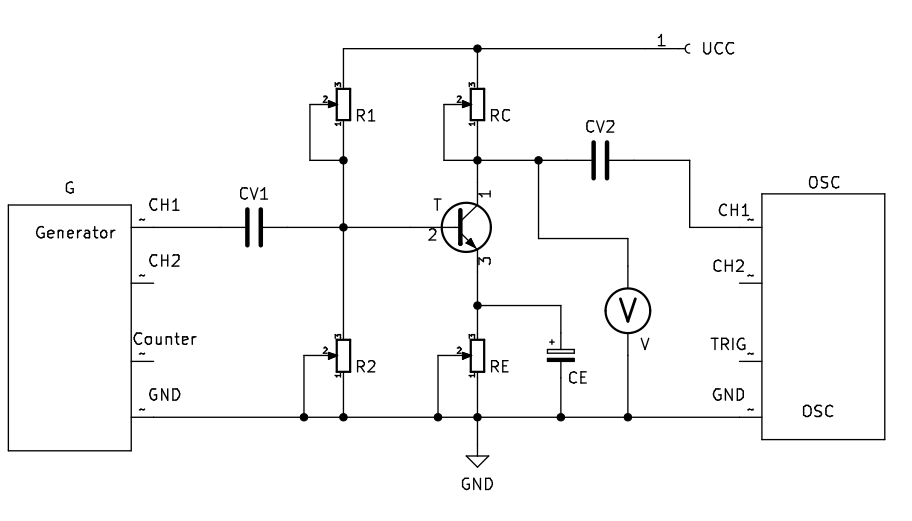 1 UCC
3
2 R1
1
3
2 RC
1
CV2
G
OSC
CH1
CV1
T
1
CH1
Generator
2
CH2
3
CH2
V
Counter
V
TRIG
3
2 R2
1
3
2 RE
1
+
CE
GND
GND
OSC
GND
~
~
~
~
~
~
~
~